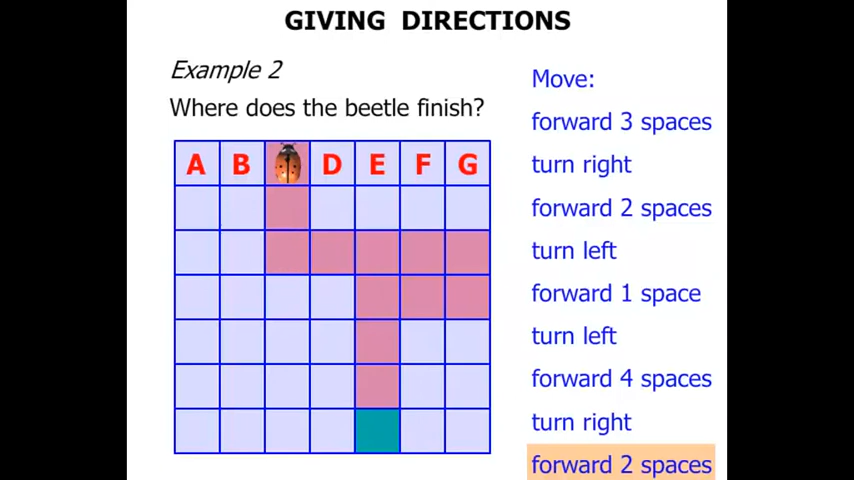 GIVING DIRECTIONS
Example 2
Where does the beetle finish?
A B D E F G
Move:
forward 3 spaces
turn right
forward 2 spaces
turn left
forward 1 space
turn left
forward 4 spaces
turn right
forward 2 spaces